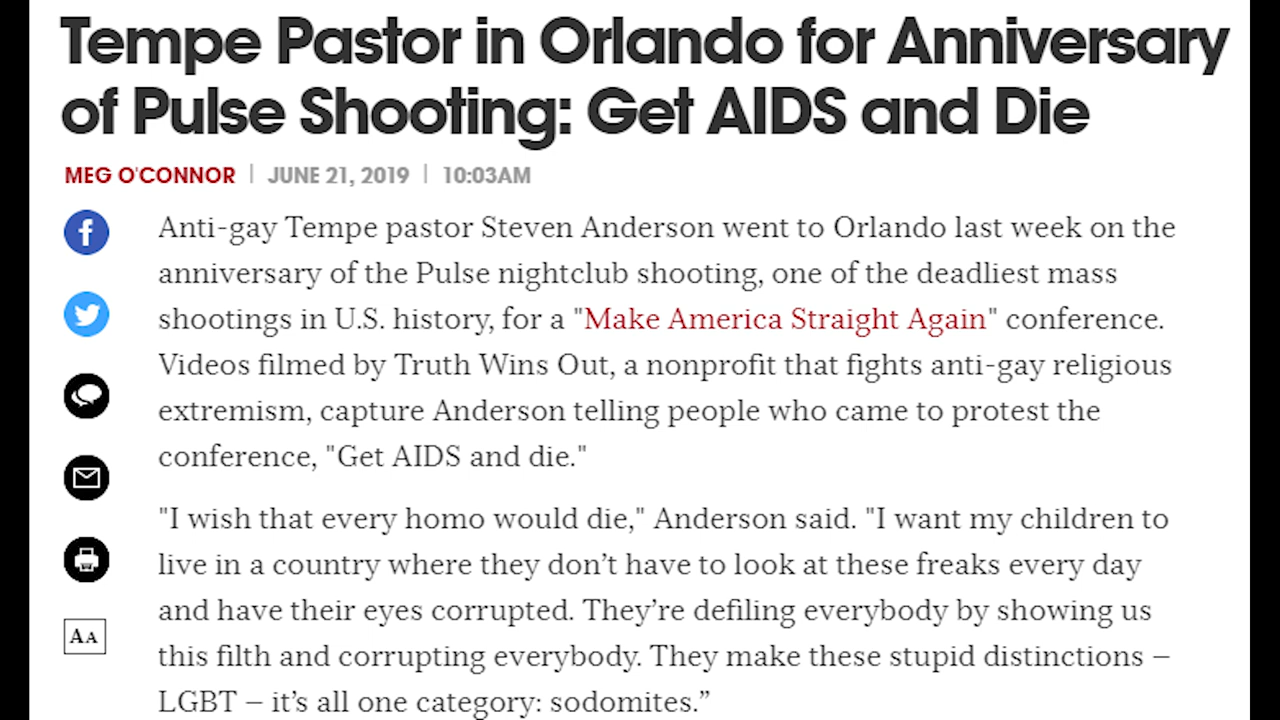 Tempe Pastor in Orlando for Anniversary
of Pulse Shooting: Get AIDS and Die
MEG O'CONNOR | JUNE 21, 2019 | 10:03AM
Anti-gay Tempe pastor Steven Anderson went to Orlando last week on the
anniversary of the Pulse nightclub shooting, one of the deadliest mass
shootings in U.S. history, for a "Make America Straight Again" conference.
Videos filmed by Truth Wins Out, a nonprofit that fights anti-gay religious
extremism, capture Anderson telling people who came to protest the
conference, "Get AIDS and die."
"I wish that every homo would die," Anderson said. "I want my children to
live in a country where they don’t have to look at these freaks every day
and have their eyes corrupted. They’re defiling everybody by showing us
this filth and corrupting everybody. They make these stupid distinctions –
LGBT – it’s all one category: sodomites.”
AA